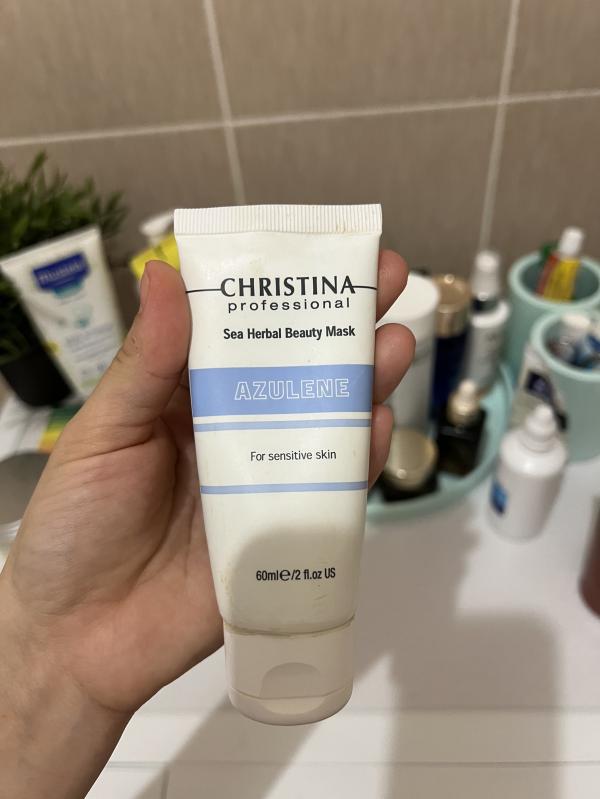 CHRISTINA
professional
Sea Herbal Beauty Mask
AZULENE
For sensitive skin
60ml℮/2 fl.oz US